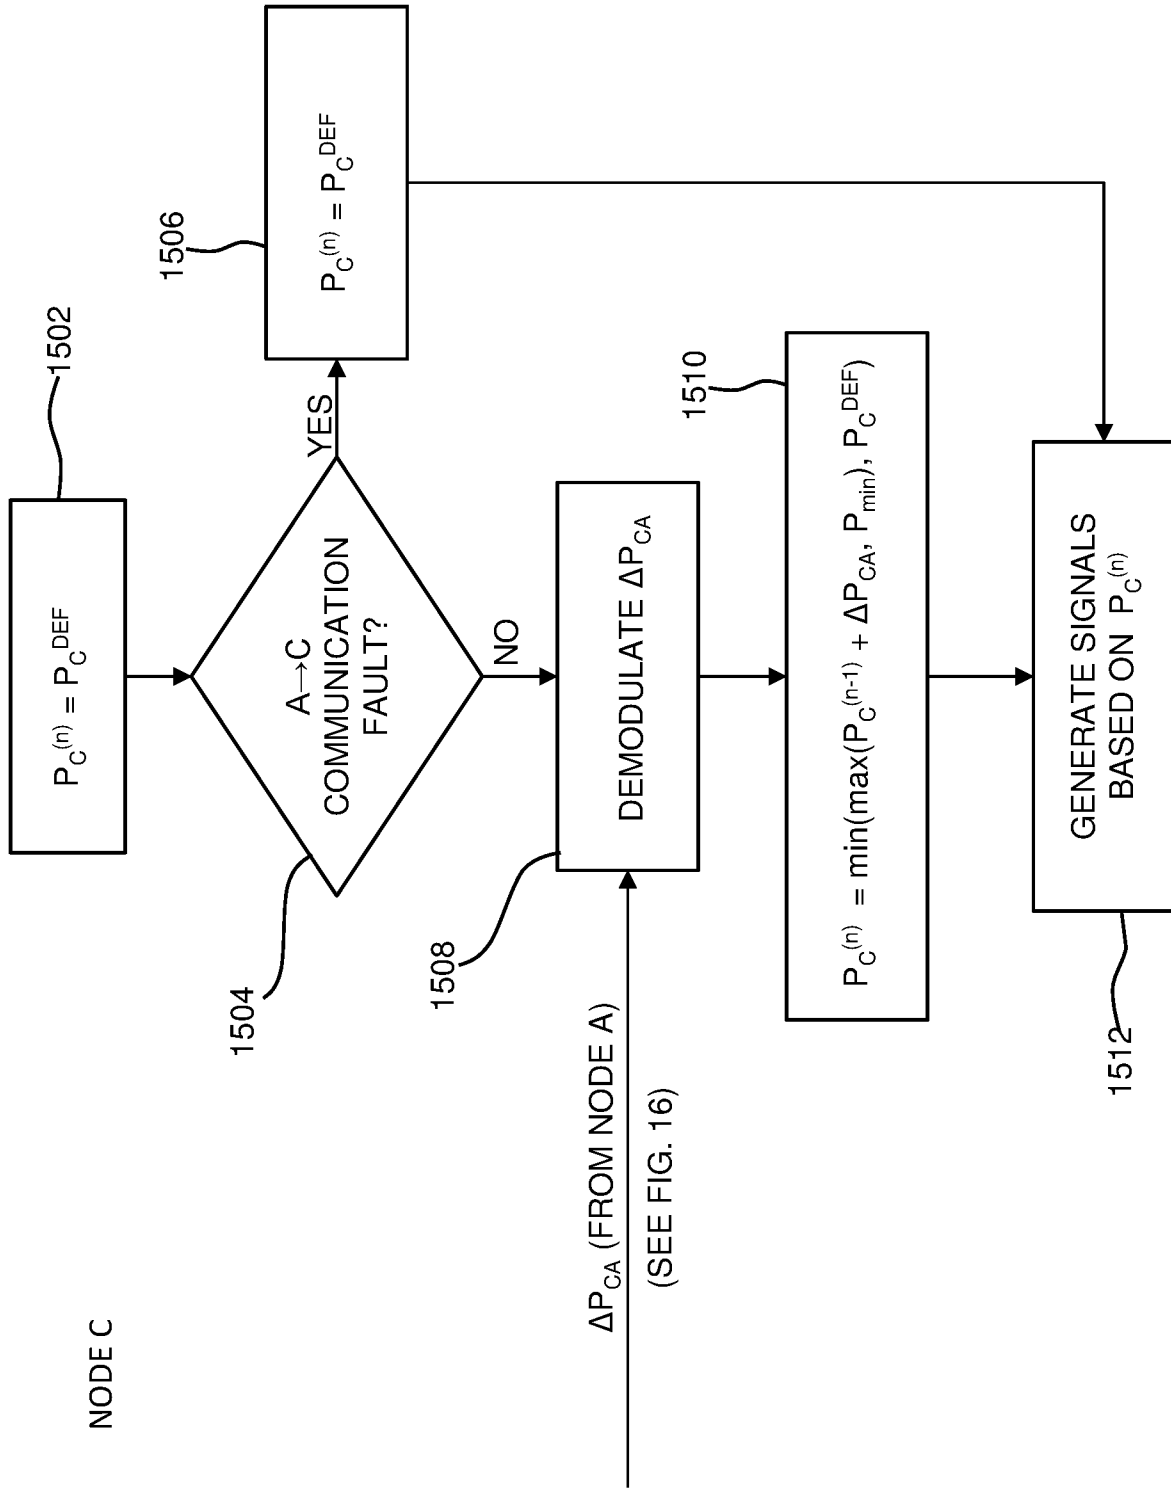 NODE C
1502
P_C^(n) = P_C^DEF
1504
A→C
COMMUNICATION
FAULT?
YES
1506
P_C^(n) = P_C^DEF
NO
1508
ΔP_CA (FROM NODE A)
(SEE FIG. 16)
DEMODULATE ΔP_CA
1510
P_C^(n) = min(max(P_C^(n-1) + ΔP_CA, P_min), P_C^DEF)
1512
GENERATE SIGNALS
BASED ON P_C^(n)